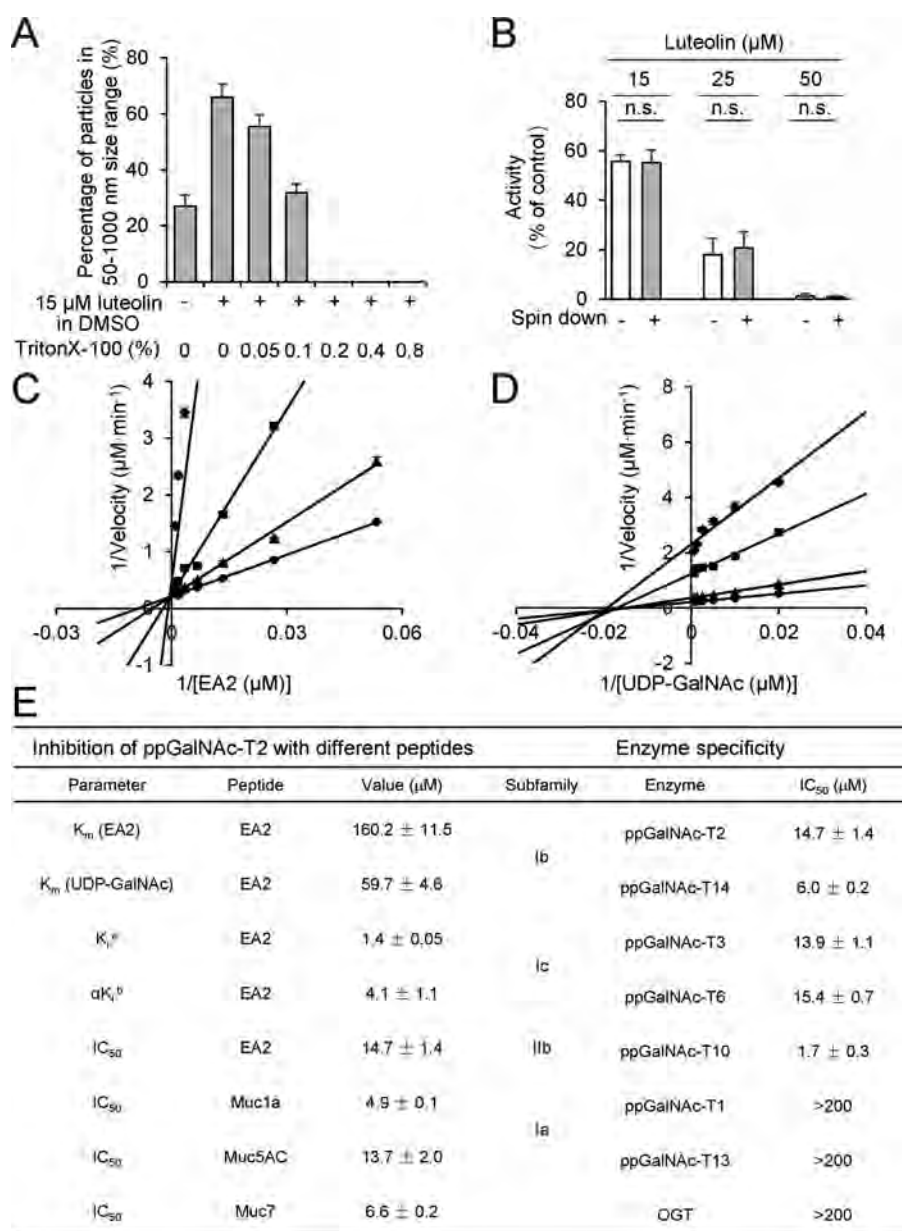 A
Percentage of particles in
50-1000 nm size range (%)
80
60
40
20
0
15 µM luteolin
in DMSO
- + + + + + +
TritonX-100 (%) 0 0 0.05 0.1 0.2 0.4 0.8
B
Luteolin (µM)
15 25 50
n.s. n.s. n.s.
Activity
(% of control)
80
60
40
20
0
Spin down - + - + - +
C
1/Velocity (µM·min⁻¹)
4
3
2
1
0
-1
-0.03 0 0.03 0.06
1/[EA2 (µM)]
D
1/Velocity (µM·min⁻¹)
8
6
4
2
0
-2
-0.04 -0.02 0 0.02 0.04
1/[UDP-GalNAc (µM)]
E
Inhibition of ppGalNAc-T2 with different peptides Enzyme specificity
Parameter Peptide Value (µM) Subfamily Enzyme IC₅₀ (µM)
Kₘ (EA2) EA2 160.2 ± 11.5 Ib ppGalNAc-T2 14.7 ± 1.4
Kₘ (UDP-GalNAc) EA2 59.7 ± 4.6 ppGalNAc-T14 6.0 ± 0.2
Kᵢᵃ EA2 1.4 ± 0.05 Ic ppGalNAc-T3 13.9 ± 1.1
αKᵢᵇ EA2 4.1 ± 1.1 ppGalNAc-T6 15.4 ± 0.7
IC₅₀ EA2 14.7 ± 1.4 IIb ppGalNAc-T10 1.7 ± 0.3
IC₅₀ Muc1a 4.9 ± 0.1 Ia ppGalNAc-T1 >200
IC₅₀ Muc5AC 13.7 ± 2.0 ppGalNAc-T13 >200
IC₅₀ Muc7 6.6 ± 0.2 OGT >200